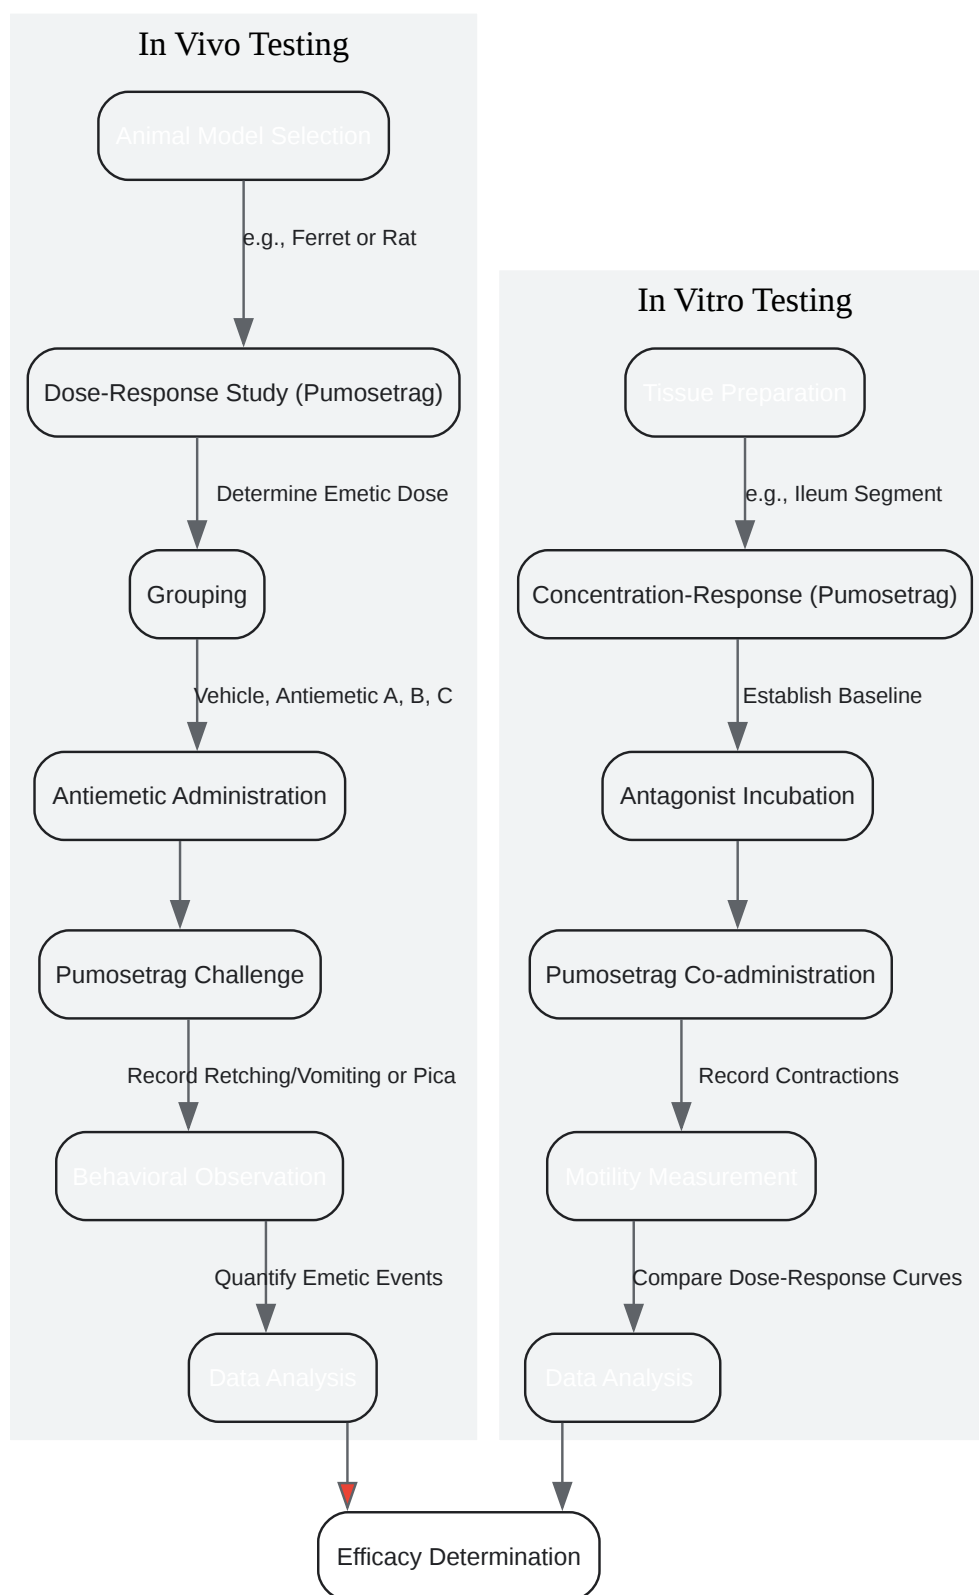 In Vivo Testing
Animal Model Selection
e.g., Ferret or Rat
Dose-Response Study (Pumosetrag)
Determine Emetic Dose
Grouping
Vehicle, Antiemetic A, B, C
Antiemetic Administration
Pumosetrag Challenge
Record Retching/Vomiting or Pica
Behavioral Observation
Quantify Emetic Events
Data Analysis
In Vitro Testing
Tissue Preparation
e.g., Ileum Segment
Concentration-Response (Pumosetrag)
Establish Baseline
Antagonist Incubation
Pumosetrag Co-administration
Record Contractions
Motility Measurement
Compare Dose-Response Curves
Data Analysis
Efficacy Determination